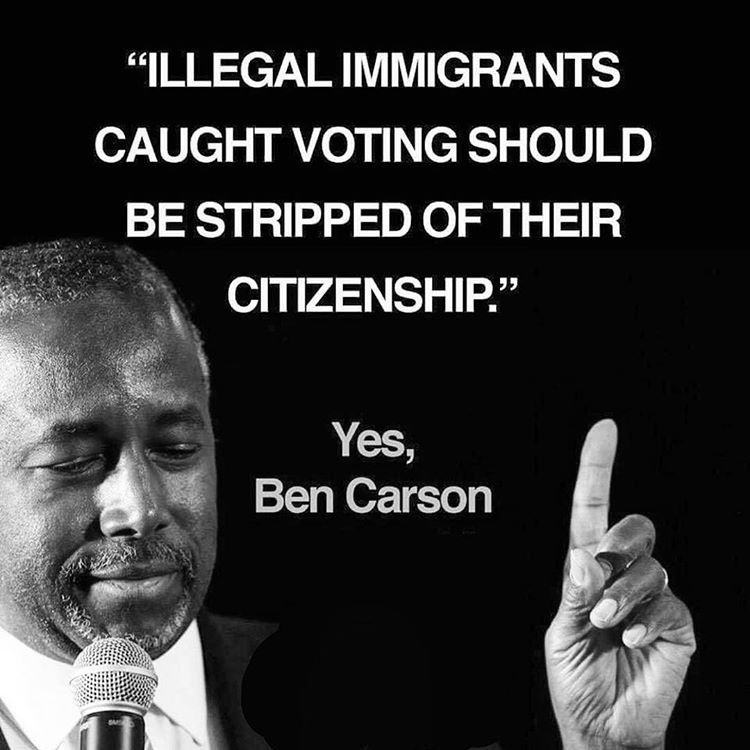 “ILLEGAL IMMIGRANTS
CAUGHT VOTING SHOULD
BE STRIPPED OF THEIR
CITIZENSHIP.”
Yes,
Ben Carson